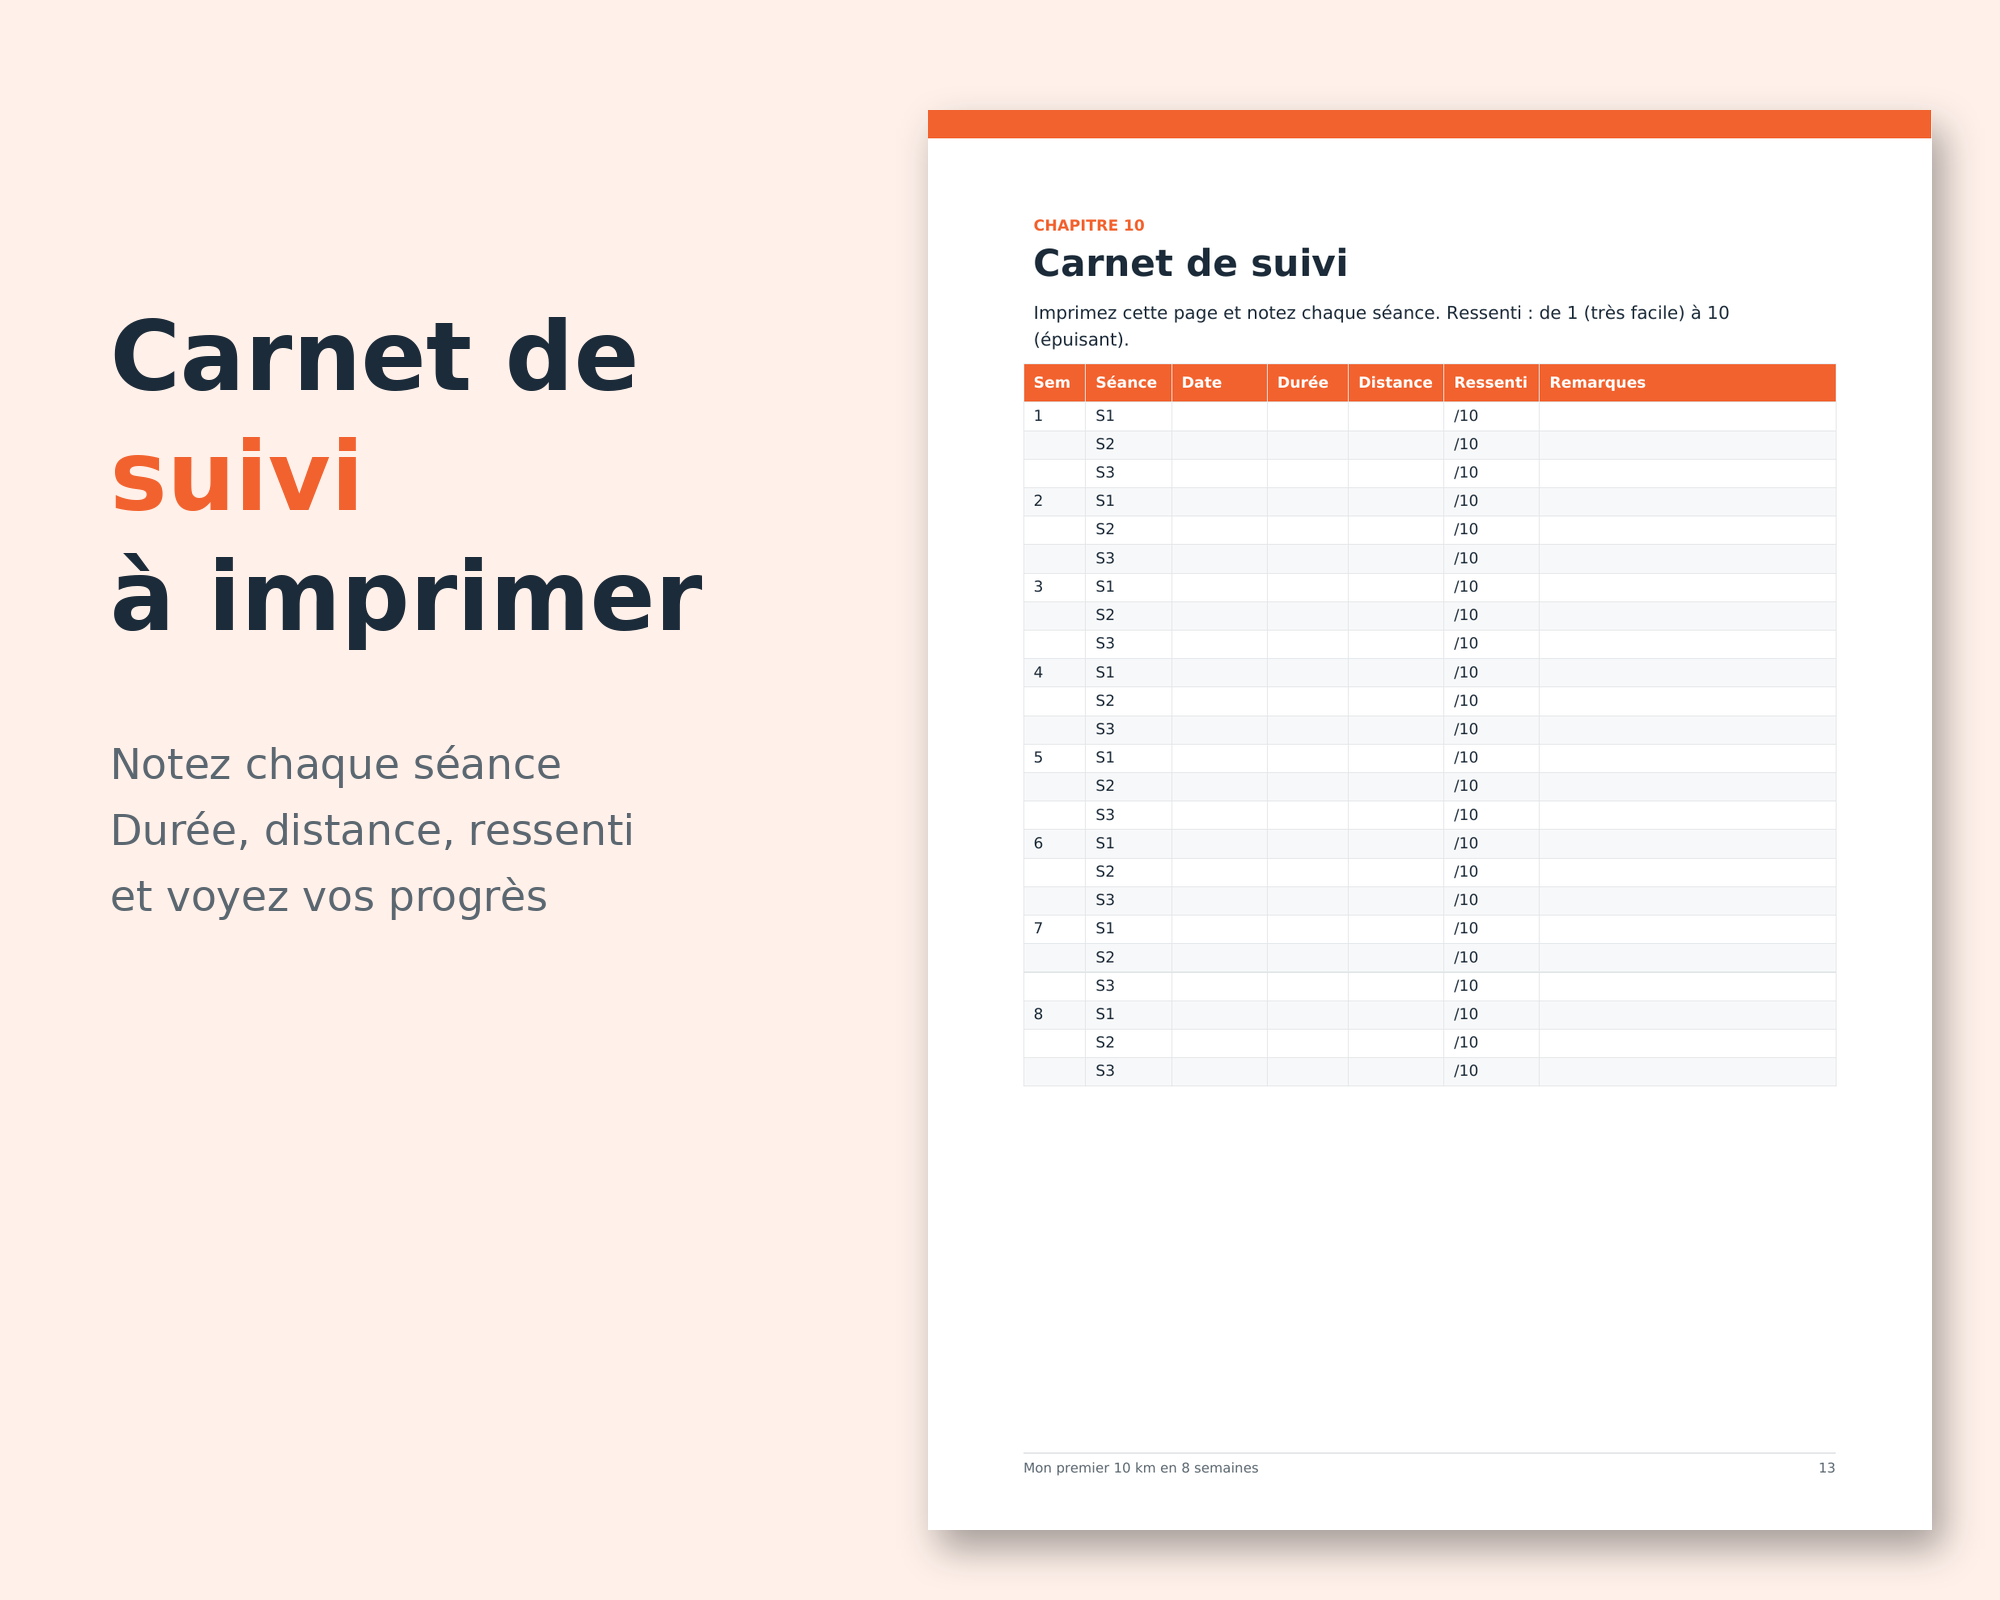 Carnet de
suivi
à imprimer
Notez chaque séance
Durée, distance, ressenti
et voyez vos progrès
CHAPITRE 10
Carnet de suivi
Imprimez cette page et notez chaque séance. Ressenti : de 1 (très facile) à 10
(épuisant).
Sem Séance Date Durée Distance Ressenti Remarques
1 S1 /10
S2 /10
S3 /10
2 S1 /10
S2 /10
S3 /10
3 S1 /10
S2 /10
S3 /10
4 S1 /10
S2 /10
S3 /10
5 S1 /10
S2 /10
S3 /10
6 S1 /10
S2 /10
S3 /10
7 S1 /10
S2 /10
S3 /10
8 S1 /10
S2 /10
S3 /10
Mon premier 10 km en 8 semaines 13